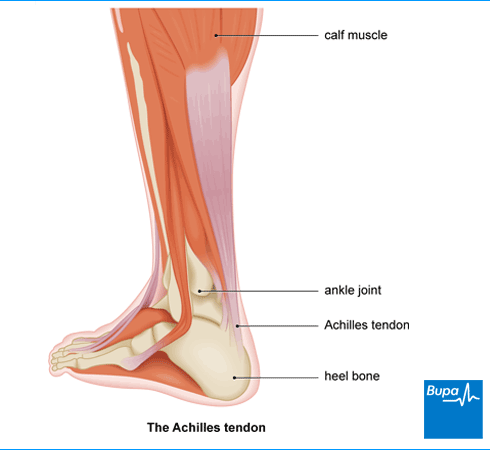 calf muscle
ankle joint
Achilles tendon
heel bone
Bupa
The Achilles tendon